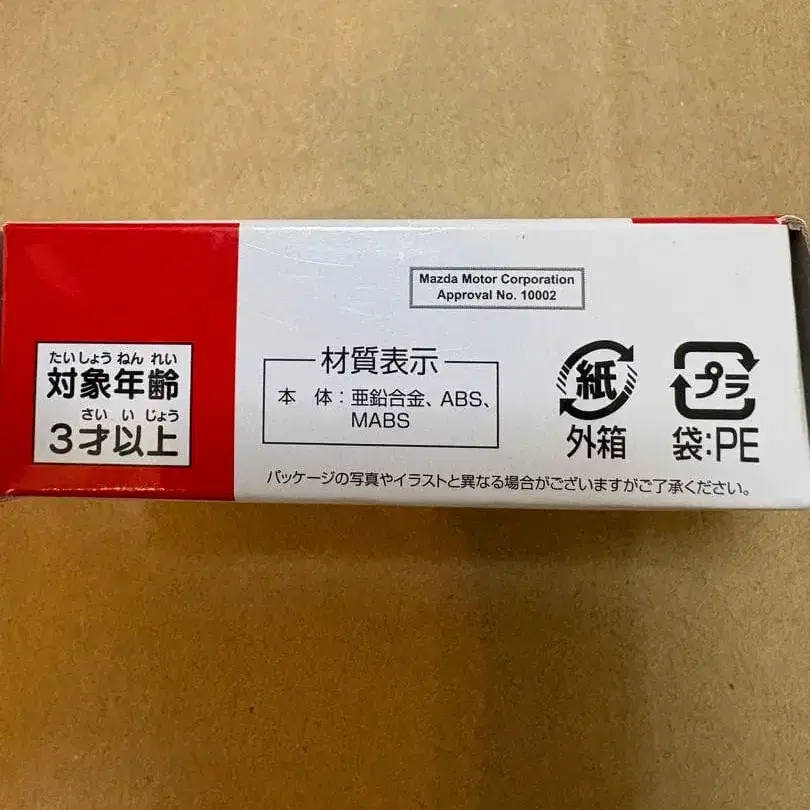 Mazda Motor Corporation
Approval No. 10002
たいしょう ねん れい
対象年齢
さい い じょう
3才以上
材質表示
本 体：亜鉛合金、ABS、
MABS
紙
外箱
プラ
袋：PE
パッケージの写真やイラストと異なる場合がございますがご了承ください。